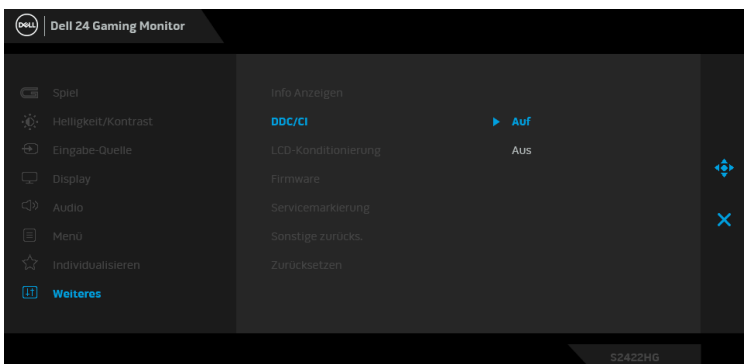 DELL Dell 24 Gaming Monitor
Spiel
Helligkeit/Kontrast
Eingabe-Quelle
Display
Audio
Menü
Individualisieren
Weiteres
Info Anzeigen
DDC/CI Auf
Aus
LCD-Konditionierung
Firmware
Servicemarkierung
Sonstige zurücks.
Zurücksetzen
S2422HG